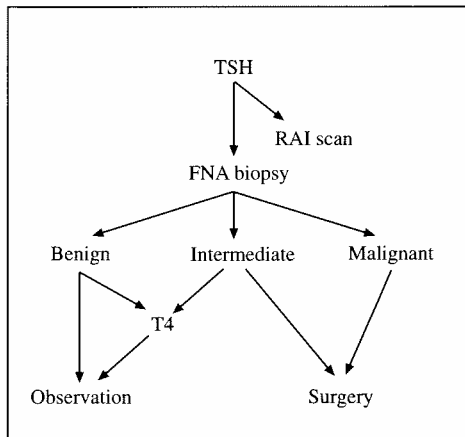 TSH
RAI scan
FNA biopsy
Benign Intermediate Malignant
T4
Observation Surgery